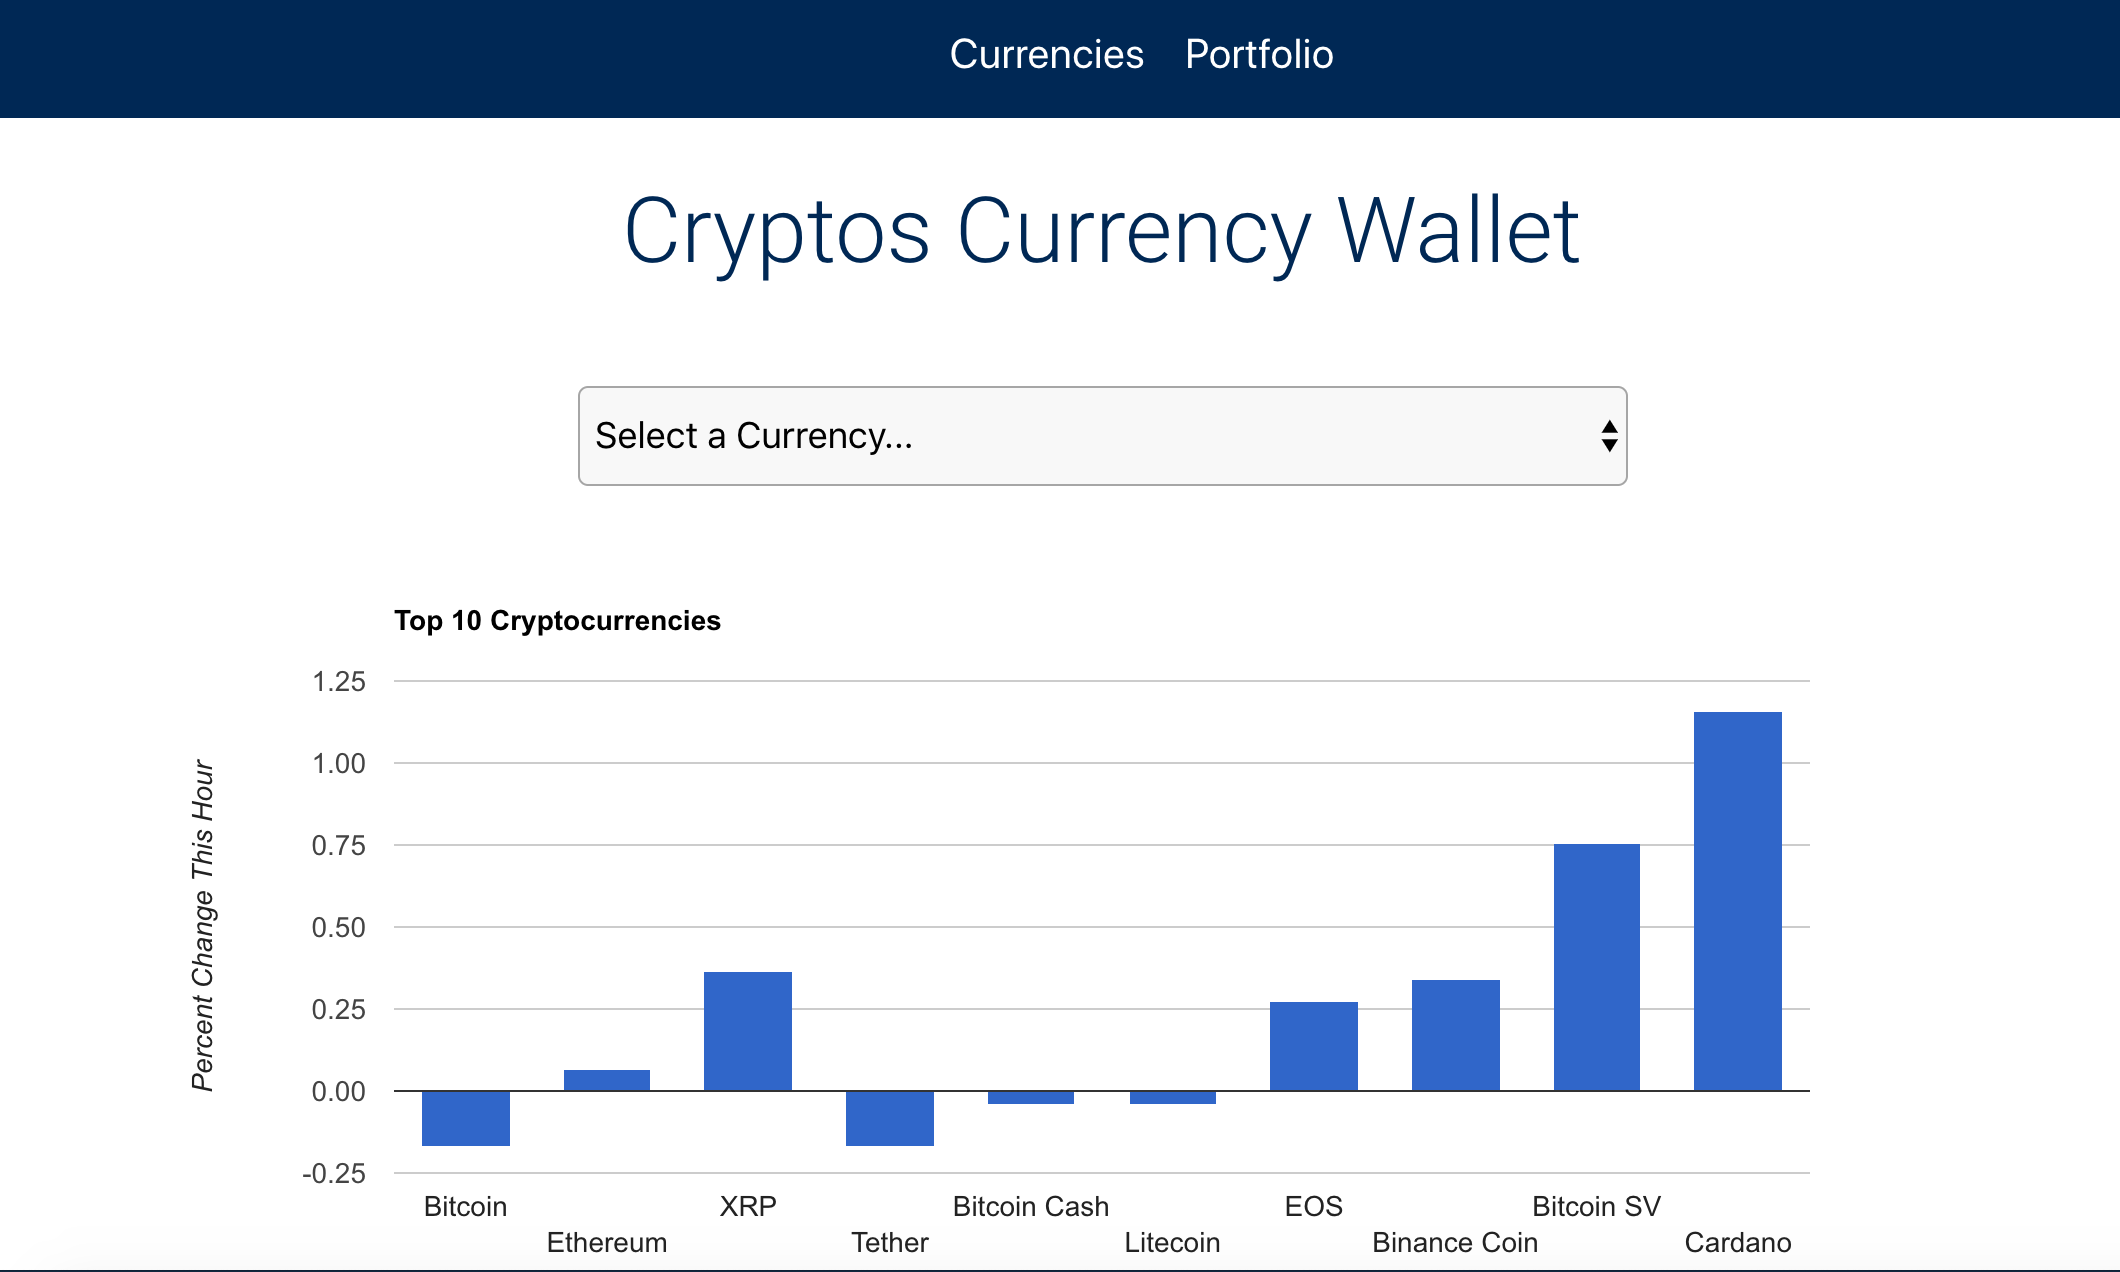 Currencies Portfolio
Cryptos Currency Wallet
Select a Currency...
Top 10 Cryptocurrencies
1.25
1.00
0.75
0.50
0.25
0.00
-0.25
Percent Change This Hour
Bitcoin XRP Bitcoin Cash EOS Bitcoin SV
Ethereum Tether Litecoin Binance Coin Cardano